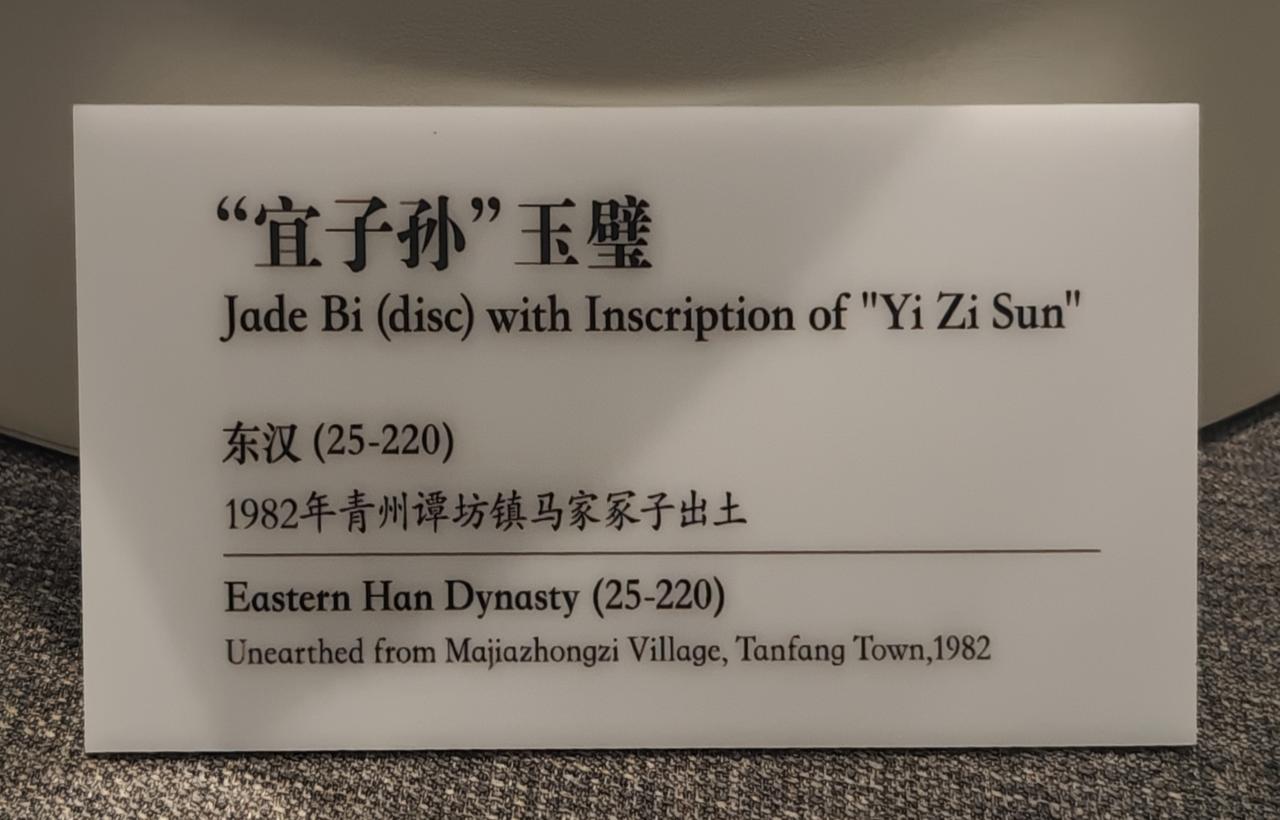 “宜子孙”玉璧
Jade Bi (disc) with Inscription of "Yi Zi Sun"
东汉 (25-220)
1982年青州谭坊镇马家冢子出土
Eastern Han Dynasty (25-220)
Unearthed from Majiazhongzi Village, Tanfang Town,1982